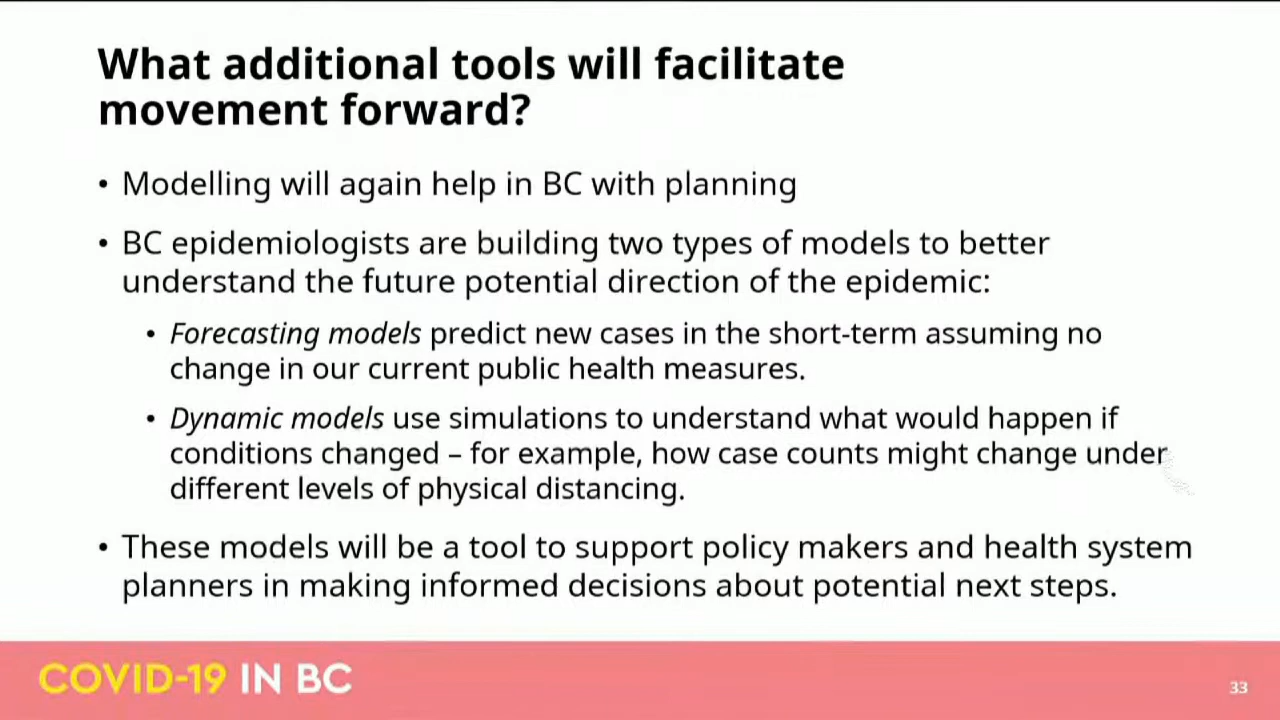 What additional tools will facilitate
movement forward?
• Modelling will again help in BC with planning
• BC epidemiologists are building two types of models to better
understand the future potential direction of the epidemic:
• Forecasting models predict new cases in the short-term assuming no
change in our current public health measures.
• Dynamic models use simulations to understand what would happen if
conditions changed – for example, how case counts might change under
different levels of physical distancing.
• These models will be a tool to support policy makers and health system
planners in making informed decisions about potential next steps.
COVID-19 IN BC
33